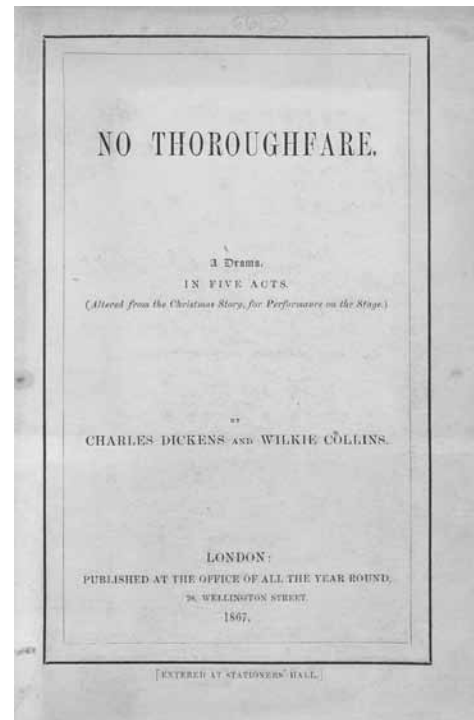 NO THOROUGHFARE.
A Drama.
IN FIVE ACTS.
(Altered from the Christmas Story, for Performance on the Stage.)
BY
CHARLES DICKENS AND WILKIE COLLINS.
LONDON:
PUBLISHED AT THE OFFICE OF ALL THE YEAR ROUND,
WELLINGTON STREET.
1867.
[ENTERED AT STATIONERS' HALL.]